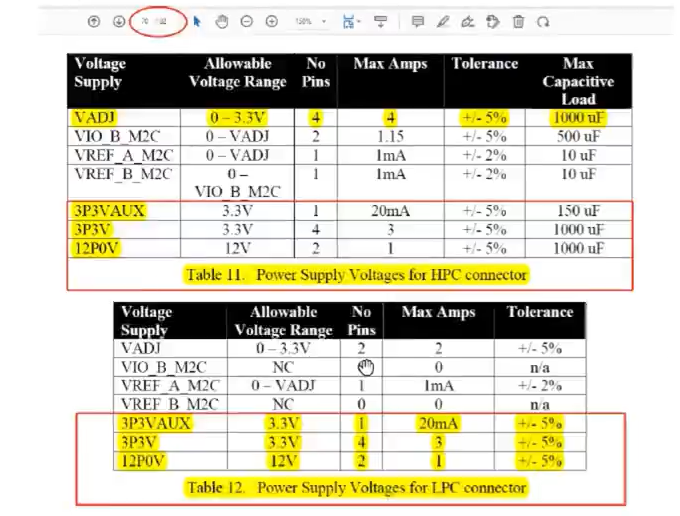 150%
Voltage Supply Allowable Voltage Range No Pins Max Amps Tolerance Max Capacitive Load
VADJ 0 – 3.3V 4 4 +/- 5% 1000 uF
VIO_B_M2C 0 – VADJ 2 1.15 +/- 5% 500 uF
VREF_A_M2C 0 – VADJ 1 1mA +/- 2% 10 uF
VREF_B_M2C 0 – VIO_B_M2C 1 1mA +/- 2% 10 uF
3P3VAUX 3.3V 1 20mA +/- 5% 150 uF
3P3V 3.3V 4 3 +/- 5% 1000 uF
12P0V 12V 2 1 +/- 5% 1000 uF
Table 11. Power Supply Voltages for HPC connector
Voltage Supply Allowable Voltage Range No Pins Max Amps Tolerance
VADJ 0 – 3.3V 2 2 +/- 5%
VIO_B_M2C NC 0 n/a
VREF_A_M2C 0 – VADJ 1 1mA +/- 2%
VREF_B_M2C NC 0 0 n/a
3P3VAUX 3.3V 1 20mA +/- 5%
3P3V 3.3V 4 3 +/- 5%
12P0V 12V 2 1 +/- 5%
Table 12. Power Supply Voltages for LPC connector